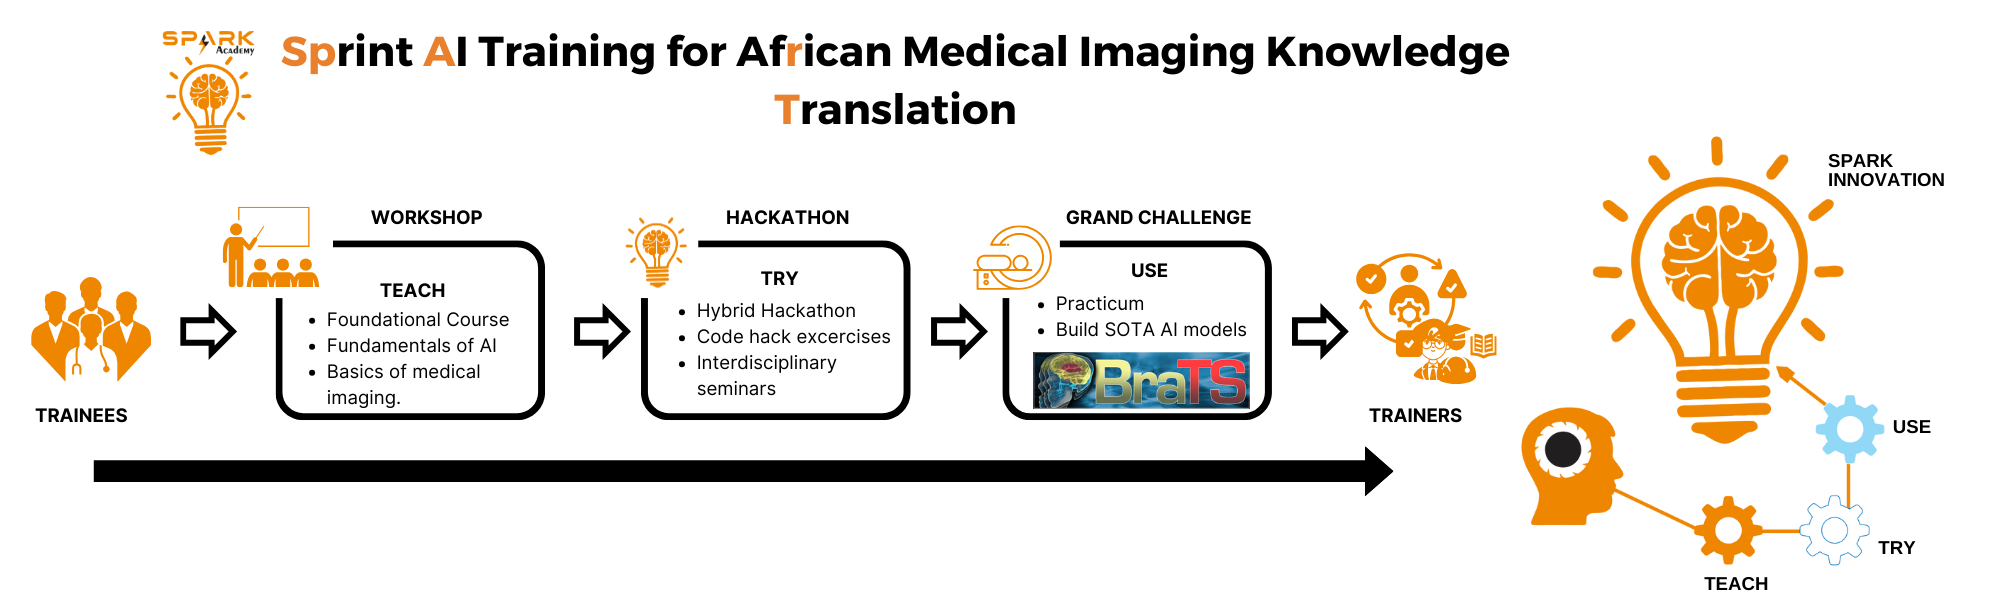 SPARK
Academy
Sprint AI Training for African Medical Imaging Knowledge
Translation
WORKSHOP
TEACH
• Foundational Course
• Fundamentals of AI
• Basics of medical
imaging.
HACKATHON
TRY
• Hybrid Hackathon
• Code hack excercises
• Interdisciplinary
seminars
GRAND CHALLENGE
USE
• Practicum
• Build SOTA AI models
BraTS
TRAINEES
TRAINERS
SPARK
INNOVATION
USE
TRY
TEACH